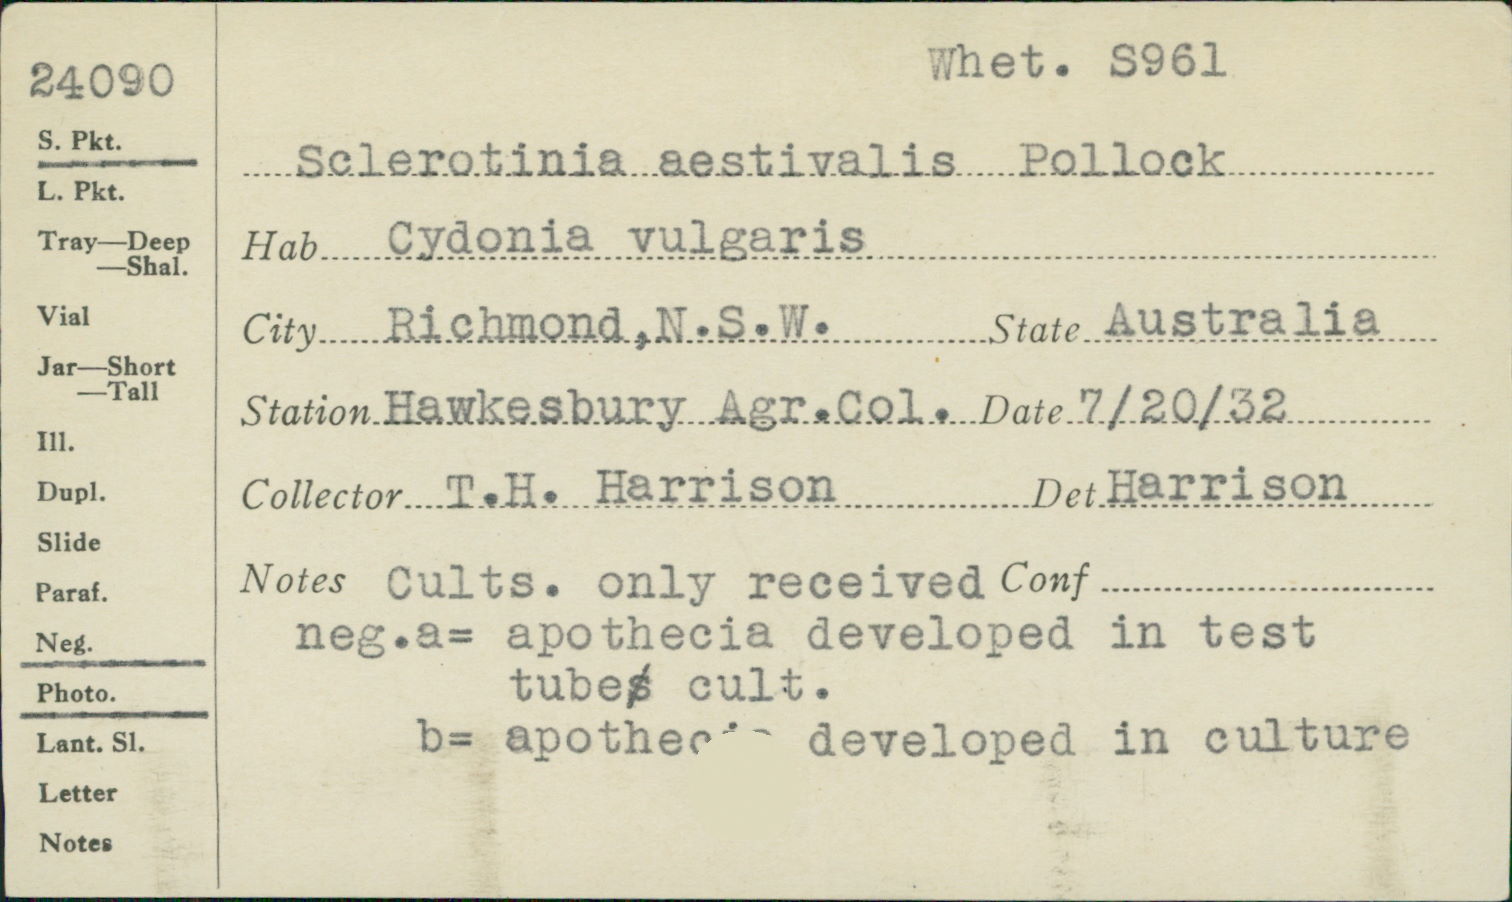 24090
S. Pkt.
L. Pkt.
Tray—Deep
—Shal.
Vial
Jar—Short
—Tall
Ill.
Dupl.
Slide
Paraf.
Neg.
Photo.
Lant. Sl.
Letter
Notes
Whet. S961
Sclerotinia aestivalis Pollock
Hab Cydonia vulgaris
City Richmond,N.S.W. State Australia
Station Hawkesbury Agr.Col. Date 7/20/32
Collector T.H. Harrison Det Harrison
Notes Cults. only received Conf
neg.a= apothecia developed in test
tube cult.
b= developed in culture